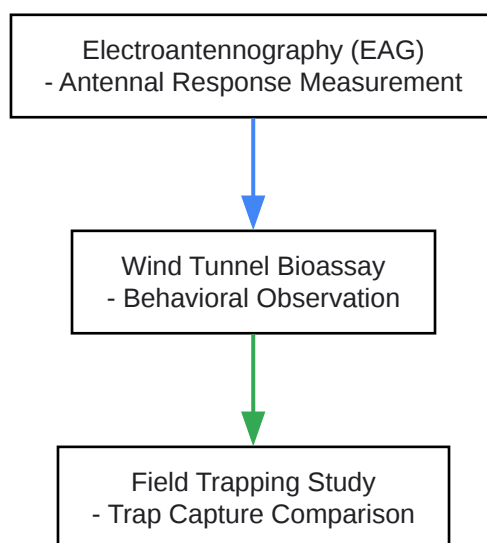 Electroantennography (EAG)
- Antennal Response Measurement
Wind Tunnel Bioassay
- Behavioral Observation
Field Trapping Study
- Trap Capture Comparison